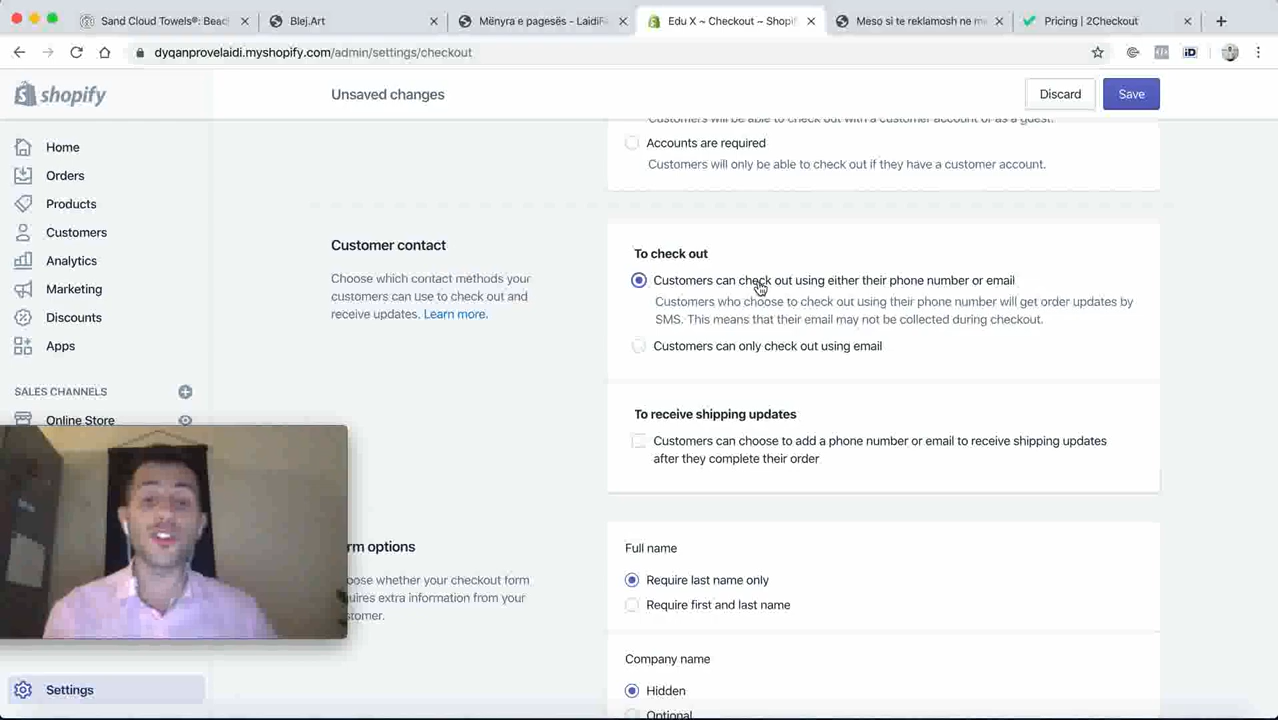 Sand Cloud Towels®: Beac
Blej.Art
Mënyra e pagesës - LaidiRe
Edu X ~ Checkout ~ Shopif
Meso si te reklamosh ne m
Pricing | 2Checkout
dyqanprovelaidi.myshopify.com/admin/settings/checkout
iD
shopify
Unsaved changes
Discard
Save
Home
Orders
Products
Customers
Analytics
Marketing
Discounts
Apps
SALES CHANNELS
Online Store
Settings
Customers will be able to check out with a customer account or as a guest.
Accounts are required
Customers will only be able to check out if they have a customer account.
Customer contact
Choose which contact methods your
customers can use to check out and
receive updates. Learn more.
To check out
Customers can check out using either their phone number or email
Customers who choose to check out using their phone number will get order updates by
SMS. This means that their email may not be collected during checkout.
Customers can only check out using email
To receive shipping updates
Customers can choose to add a phone number or email to receive shipping updates
after they complete their order
rm options
oose whether your checkout form
quires extra information from your
stomer.
Full name
Require last name only
Require first and last name
Company name
Hidden
Optional